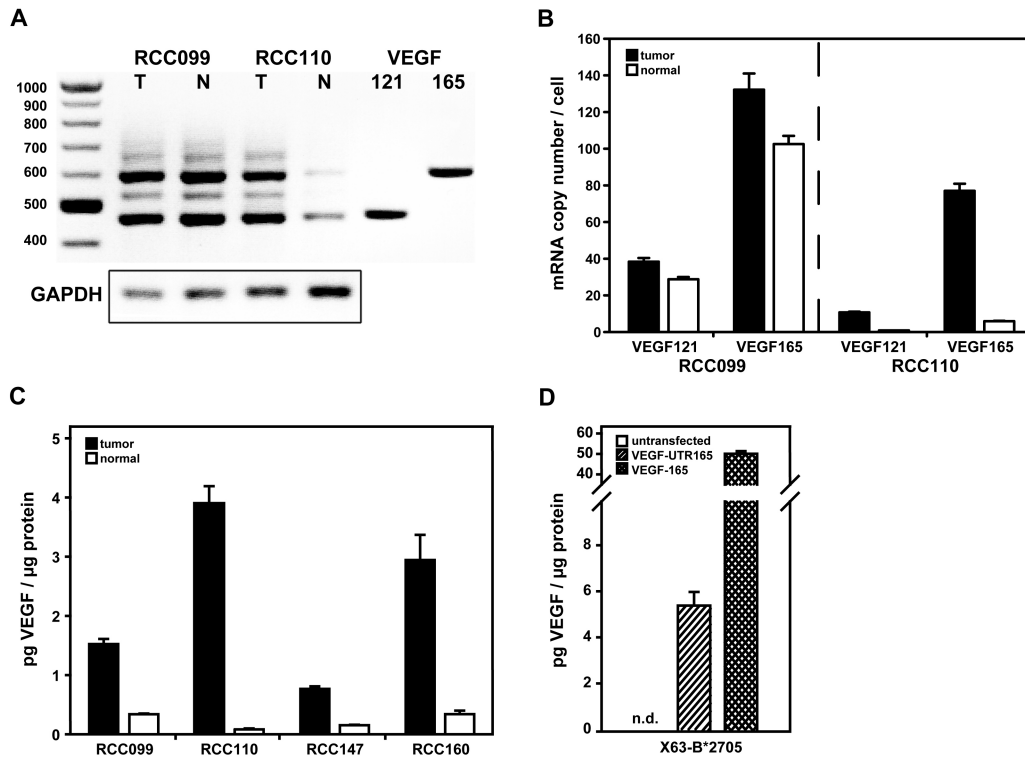 A
RCC099 RCC110 VEGF
T N T N 121 165
1000
900
800
700
600
500
400
GAPDH
B
tumor
normal
mRNA copy number / cell
160
140
120
100
80
60
40
20
0
VEGF121 VEGF165 VEGF121 VEGF165
RCC099 RCC110
C
tumor
normal
pg VEGF / µg protein
5
4
3
2
1
0
RCC099 RCC110 RCC147 RCC160
D
untransfected
VEGF-UTR165
VEGF-165
pg VEGF / µg protein
60
50
40
8
6
4
2
0
n.d.
X63-B*2705